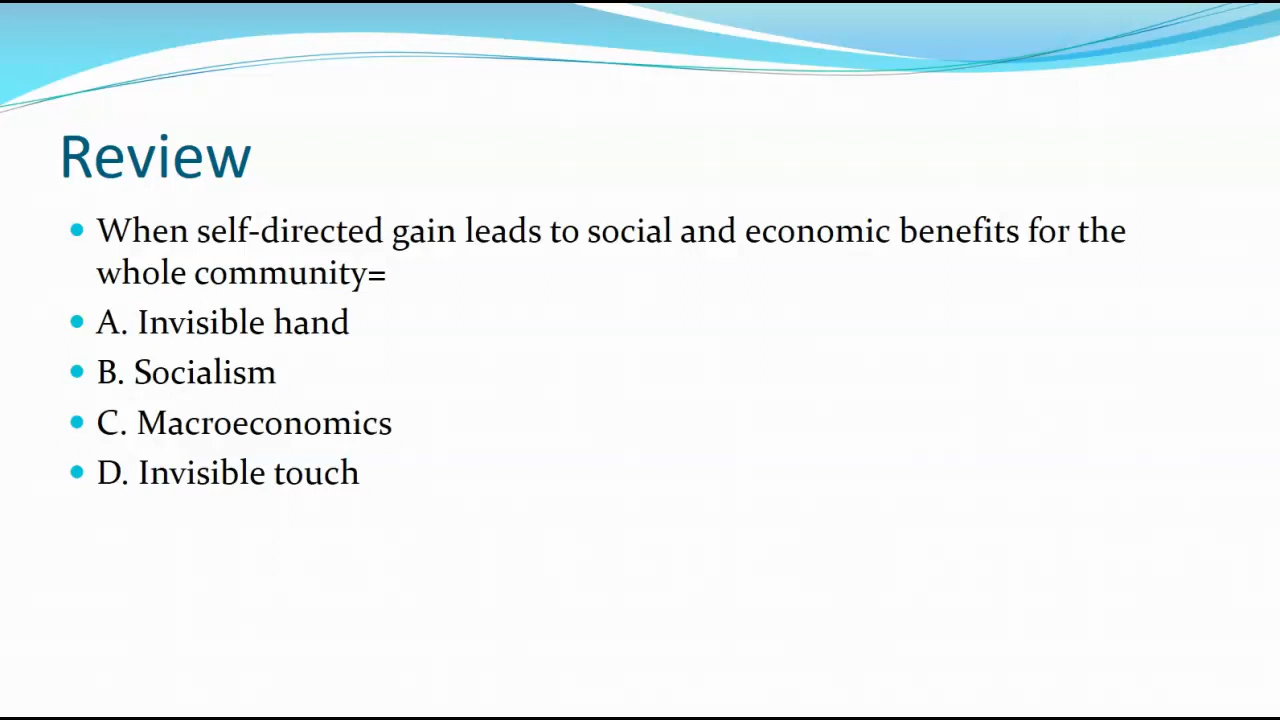 Review
When self-directed gain leads to social and economic benefits for the
whole community=
A. Invisible hand
B. Socialism
C. Macroeconomics
D. Invisible touch